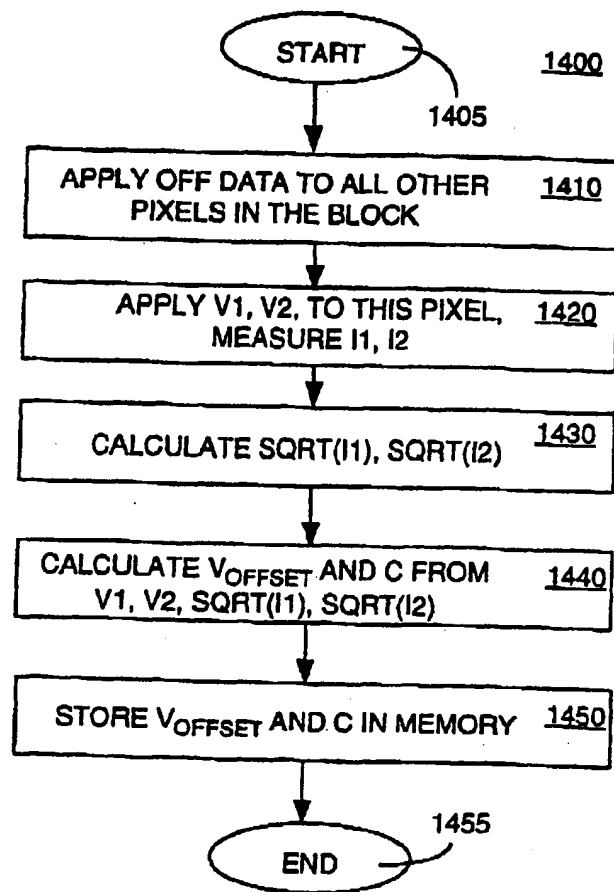 START
1400
1405
APPLY OFF DATA TO ALL OTHER
PIXELS IN THE BLOCK
1410
APPLY V1, V2, TO THIS PIXEL,
MEASURE I1, I2
1420
CALCULATE SQRT(I1), SQRT(I2)
1430
CALCULATE VOFFSET AND C FROM
V1, V2, SQRT(I1), SQRT(I2)
1440
STORE VOFFSET AND C IN MEMORY
1450
1455
END